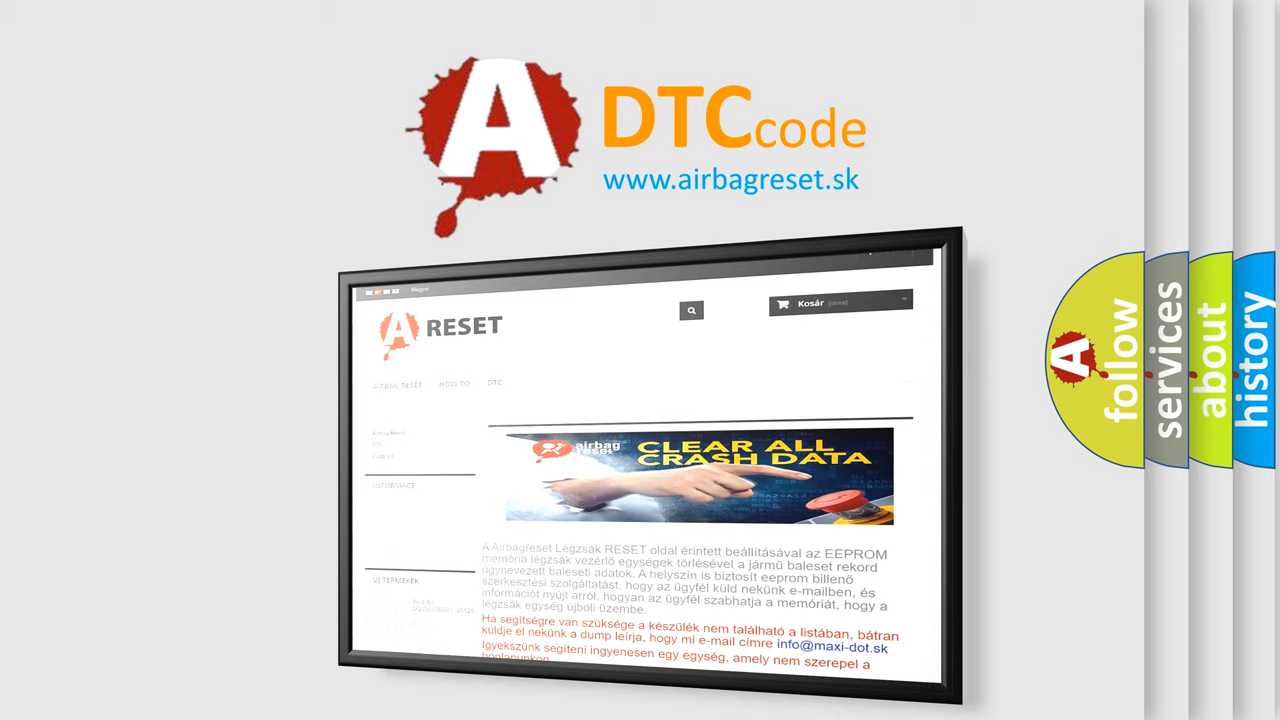 A
DTCcode
www.airbagreset.sk
Magyar
A RESET
Kosár (üres)
AIRBAG RESET HOW TO DTC
INFORMACE
airbag
reset
CLEAR ALL
CRASH DATA
A Airbagreset Légzsák RESET oldal érintett beállításával az EEPROM
memória légzsák vezérlő egységek törlésével a jármű baleset rekord
úgynevezett baleseti adatok. A helyszín is biztosít eeprom billenő
szerkesztési szolgáltatást, hogy az ügyfél küld nekünk e-mailben, és
információt nyújt arról, hogyan az ügyfél szabhatja a memóriát, hogy a
légzsák egység újbóli üzembe.
Ha segítségre van szüksége a készülék nem található a listában, bátran
küldje el nekünk a dump leírja, hogy mi e-mail címre info@maxi-dot.sk
Igyekszünk segíteni ingyenesen egy egység, amely nem szerepel a
honlapunkon
ÚJ TERMÉKEK
A
follow
services
about
history